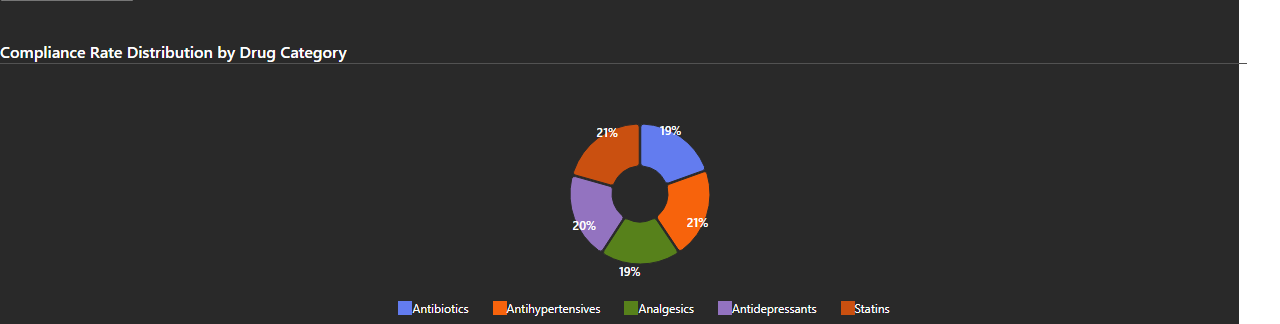 Compliance Rate Distribution by Drug Category
21% 19%
20% 21%
19%
Antibiotics Antihypertensives Analgesics Antidepressants Statins